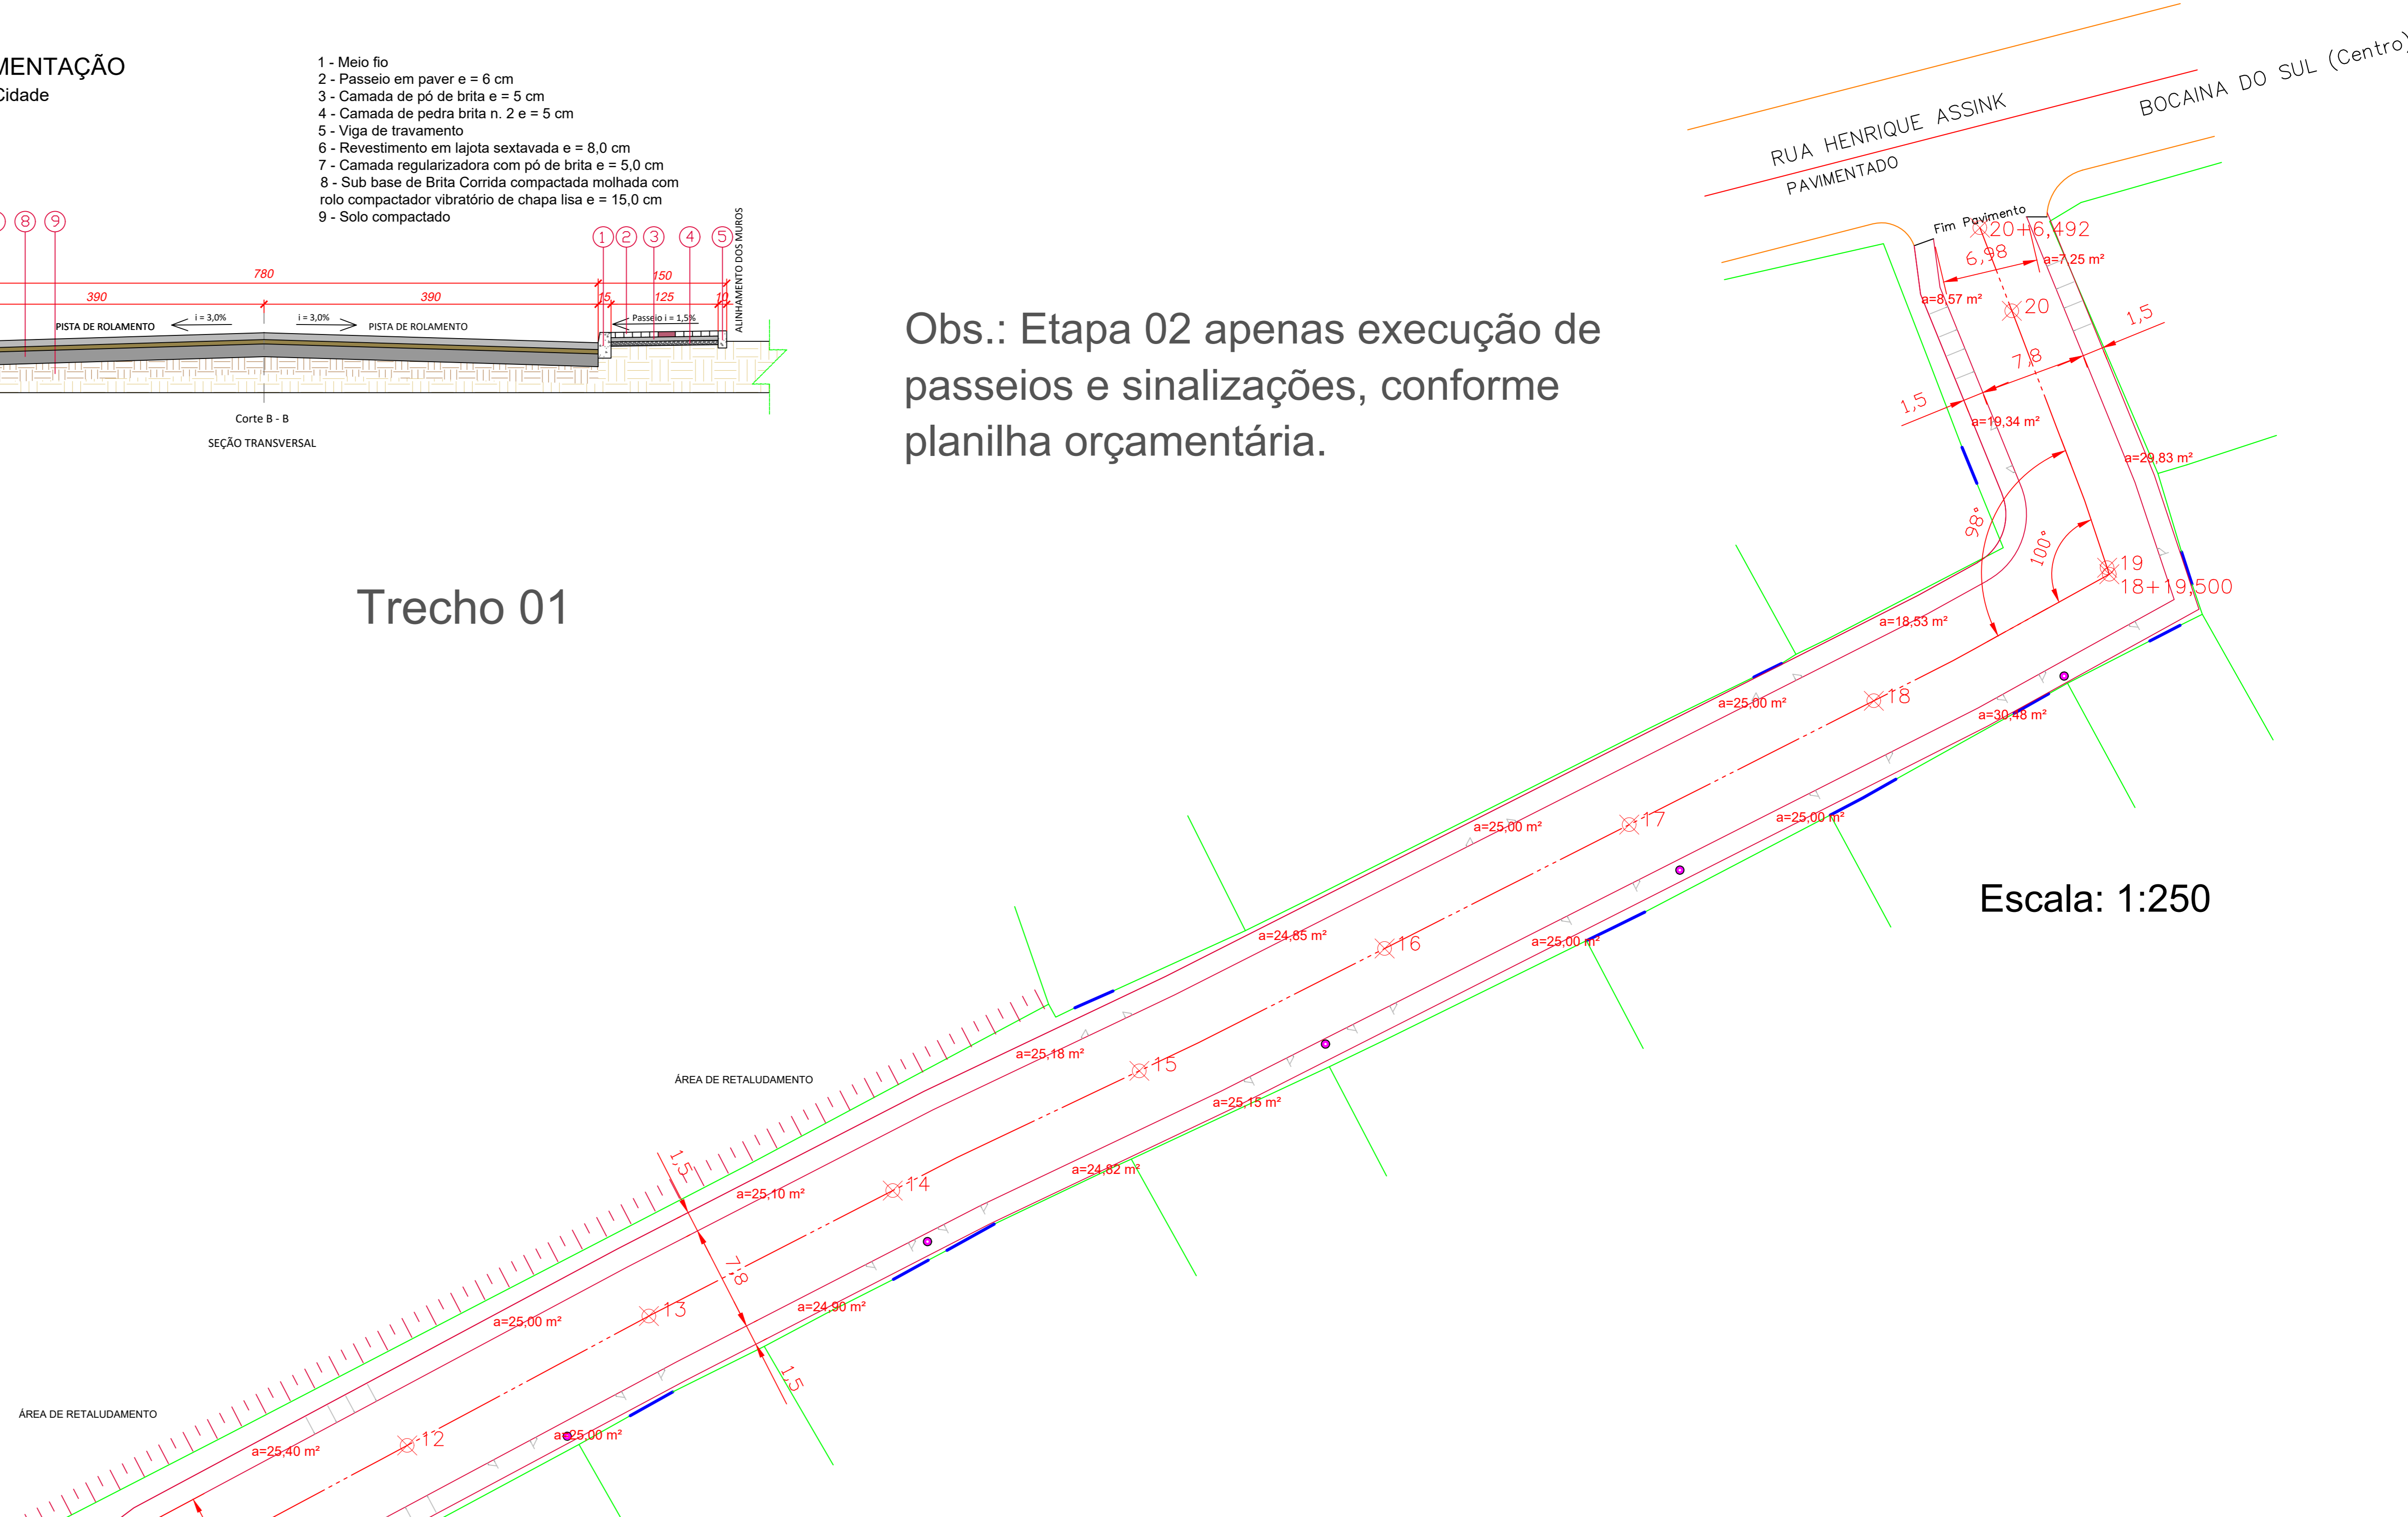 MENTAÇÃO
Cidade
1 - Meio fio
2 - Passeio em paver e = 6 cm
3 - Camada de pó de brita e = 5 cm
4 - Camada de pedra brita n. 2 e = 5 cm
5 - Viga de travamento
6 - Revestimento em lajota sextavada e = 8,0 cm
7 - Camada regularizadora com pó de brita e = 5,0 cm
8 - Sub base de Brita Corrida compactada molhada com
rolo compactador vibratório de chapa lisa e = 15,0 cm
9 - Solo compactado
8 9
1 2 3 4 5
ALINHAMENTO DOS MUROS
780 150
390 390 15 125 10
PISTA DE ROLAMENTO i = 3,0% i = 3,0% PISTA DE ROLAMENTO Passeio i = 1,5%
Corte B - B
SEÇÃO TRANSVERSAL
Trecho 01
Obs.: Etapa 02 apenas execução de
passeios e sinalizações, conforme
planilha orçamentária.
RUA HENRIQUE ASSINK
BOCAINA DO SUL (Centro)
PAVIMENTADO
Fim Pavimento
20+6,492
6,98
a=7,25 m²
a=8,57 m²
20
1,5
7,8
1,5
a=19,34 m²
a=29,83 m²
98°
100°
19
18+19,500
a=18,53 m²
a=25,00 m²
18
a=30,48 m²
a=25,00 m²
17
a=25,00 m²
Escala: 1:250
a=24,85 m²
16
a=25,00 m²
a=25,18 m²
15
a=25,15 m²
ÁREA DE RETALUDAMENTO
1,5
a=25,10 m²
14
a=24,82 m²
7,8
a=25,00 m²
13
a=24,90 m²
1,5
ÁREA DE RETALUDAMENTO
a=25,40 m²
12
a=25,00 m²